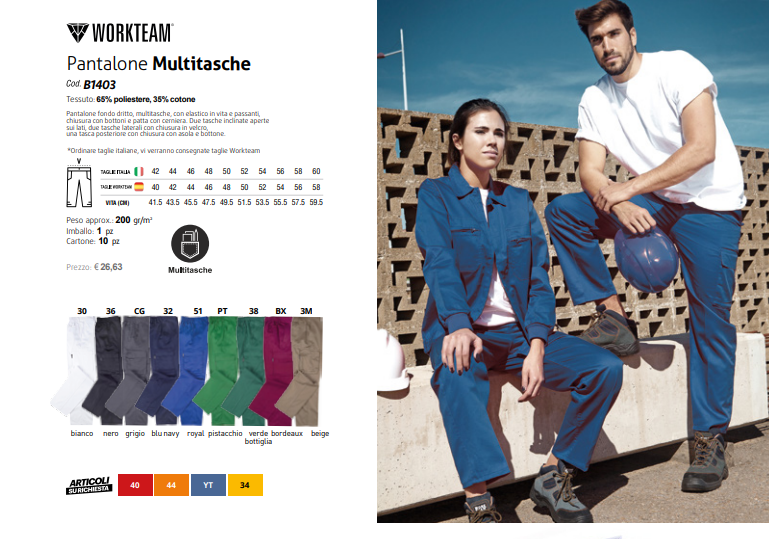 WORKTEAM®
Pantalone Multitasche
Cod. B1403
Tessuto: 65% poliestere, 35% cotone
Pantalone fondo dritto, multitasche, con elastico in vita e passanti,
chiusura con bottoni e patta con cerniera. Due tasche inclinate aperte
sui lati, due tasche laterali con chiusura in velcro,
una tasca posteriore con chiusura con asola e bottone.
*Ordinare taglie italiane, vi verranno consegnate taglie Workteam
V
TAGLIE ITALIA 42 44 46 48 50 52 54 56 58 60
TAGLIE WORKTEAM 40 42 44 46 48 50 52 54 56 58
VITA (CM) 41.5 43.5 45.5 47.5 49.5 51.5 53.5 55.5 57.5 59.5
Peso approx.: 200 gr/m²
Imballo: 1 pz
Cartone: 10 pz
Prezzo: € 26,63
Multitasche
30 36 CG 32 51 PT 38 BX 3M
bianco nero grigio blu navy royal pistacchio verde bottiglia bordeaux beige
ARTICOLI
SU RICHIESTA
40 44 YT 34